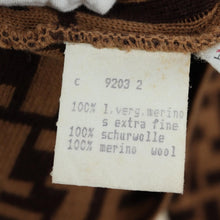 c 9203 2
100% l.verg.merino
s extra fine
100% schurwolle
100% merino wool